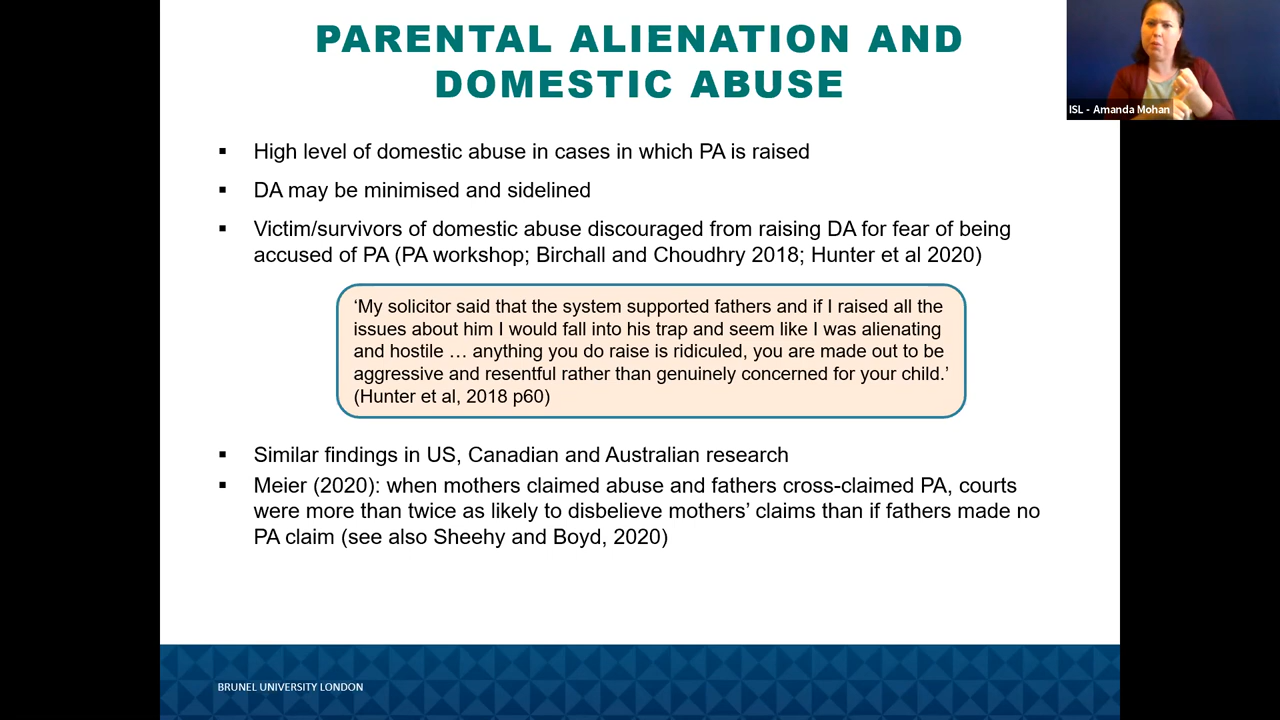 PARENTAL ALIENATION AND
DOMESTIC ABUSE
ISL - Amanda Mohan
▪ High level of domestic abuse in cases in which PA is raised
▪ DA may be minimised and sidelined
▪ Victim/survivors of domestic abuse discouraged from raising DA for fear of being
accused of PA (PA workshop; Birchall and Choudhry 2018; Hunter et al 2020)
‘My solicitor said that the system supported fathers and if I raised all the
issues about him I would fall into his trap and seem like I was alienating
and hostile … anything you do raise is ridiculed, you are made out to be
aggressive and resentful rather than genuinely concerned for your child.’
(Hunter et al, 2018 p60)
▪ Similar findings in US, Canadian and Australian research
▪ Meier (2020): when mothers claimed abuse and fathers cross-claimed PA, courts
were more than twice as likely to disbelieve mothers’ claims than if fathers made no
PA claim (see also Sheehy and Boyd, 2020)
BRUNEL UNIVERSITY LONDON